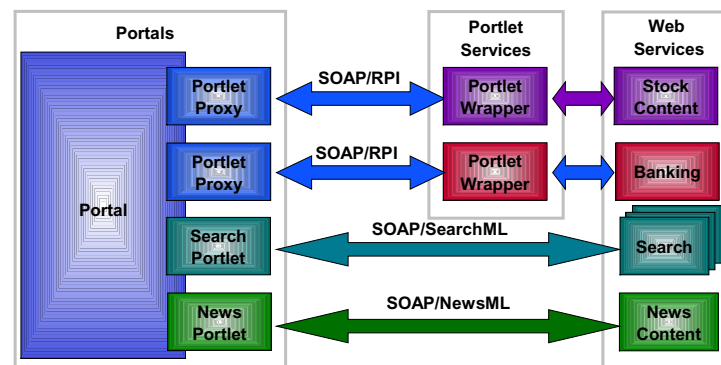 Portals
Portlet
Services
Web
Services
Portlet
Proxy
SOAP/RPI
Portlet
Wrapper
Stock
Content
Portlet
Proxy
SOAP/RPI
Portlet
Wrapper
Banking
Portal
Search
Portlet
SOAP/SearchML
Search
News
Portlet
SOAP/NewsML
News
Content